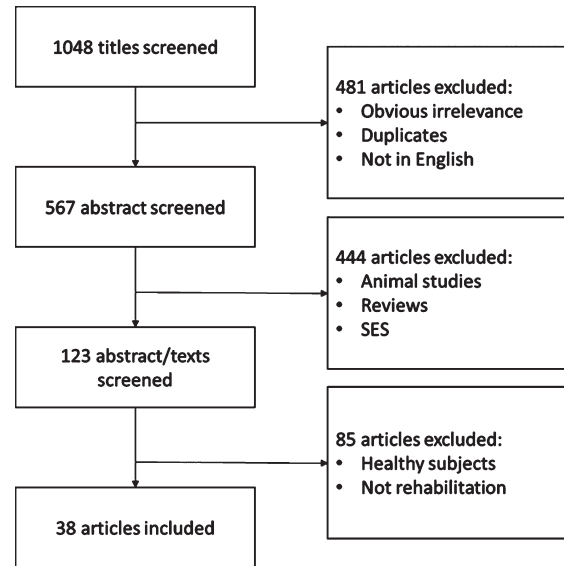 1048 titles screened
481 articles excluded:
• Obvious irrelevance
• Duplicates
• Not in English
567 abstract screened
444 articles excluded:
• Animal studies
• Reviews
• SES
123 abstract/texts
screened
85 articles excluded:
• Healthy subjects
• Not rehabilitation
38 articles included